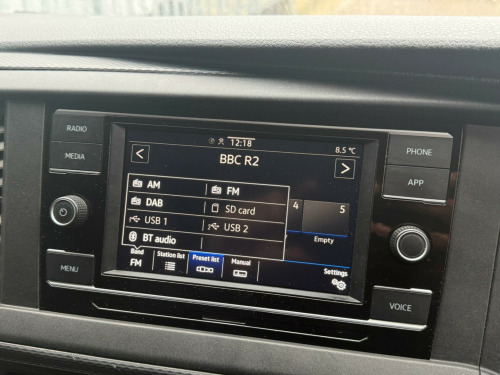 RADIO
MEDIA
MENU
12:18
8.5 °C
BBC R2
<
>
AM
FM
DAB
SD card
USB 1
USB 2
BT audio
4
5
Empty
Band
FM
Station list
Preset list
Manual
Settings
PHONE
APP
VOICE